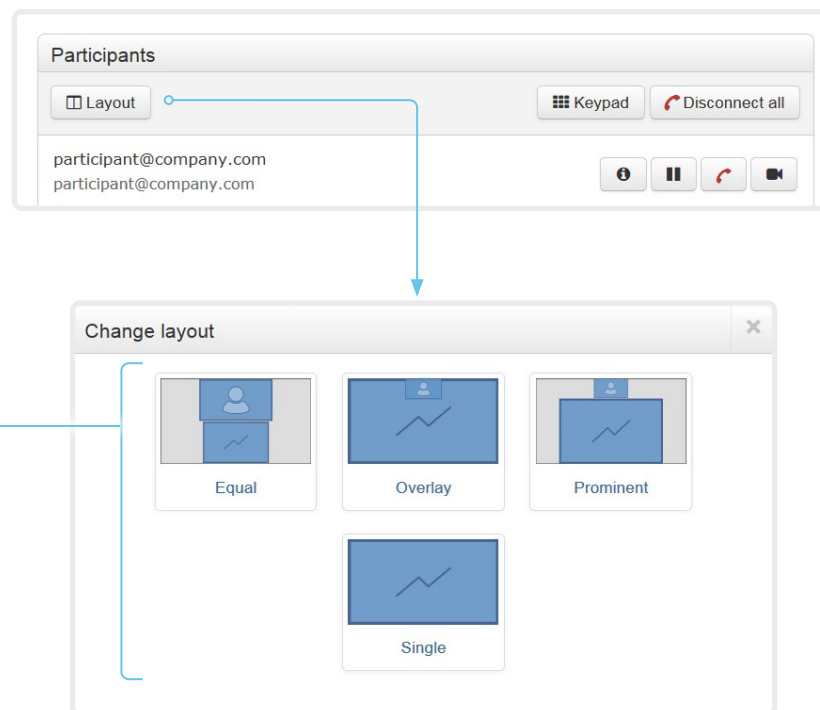 Participants
Layout
Keypad
Disconnect all
participant@company.com
participant@company.com
Change layout
Equal
Overlay
Prominent
Single